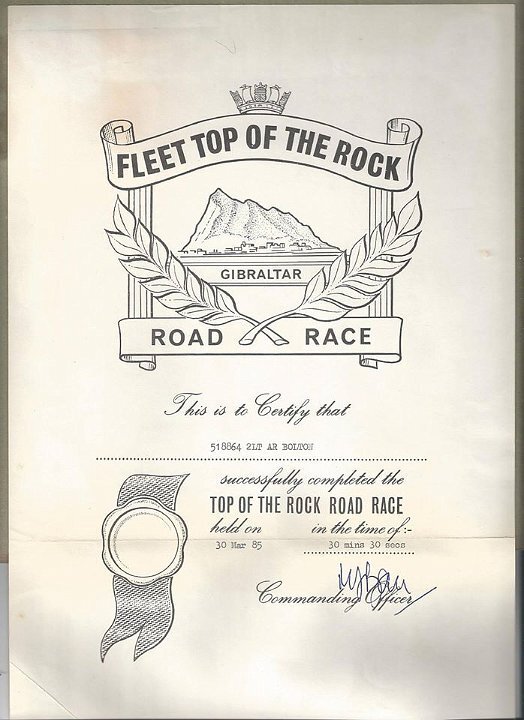 FLEET TOP OF THE ROCK
GIBRALTAR
ROAD RACE
This is to Certify that
518864 2LT AR BOLTON
successfully completed the
TOP OF THE ROCK ROAD RACE
held on in the time of:-
30 Mar 85 30 mins 30 secs
Commanding Officer